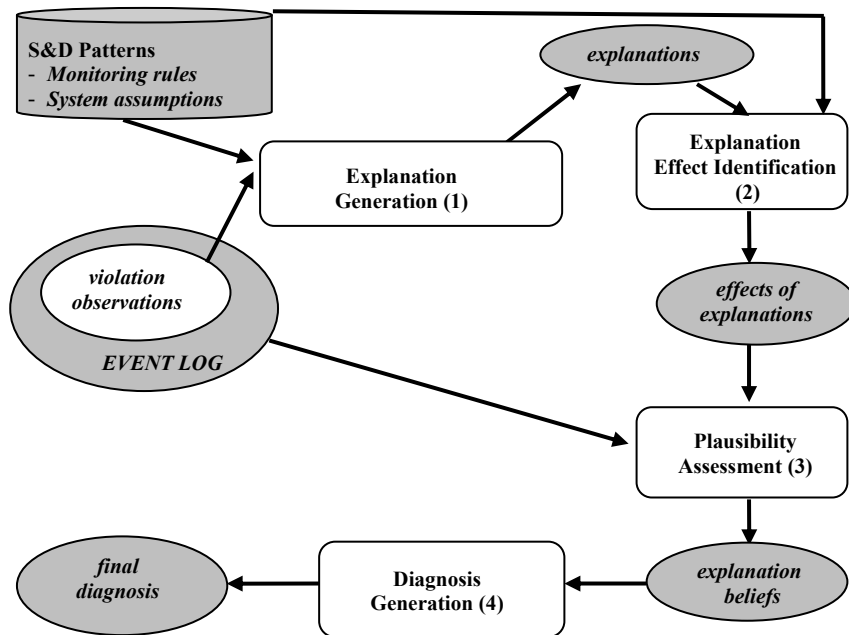 S&D Patterns
- Monitoring rules
- System assumptions
explanations
Explanation
Generation (1)
Explanation
Effect Identification
(2)
violation
observations
EVENT LOG
effects of
explanations
Plausibility
Assessment (3)
final
diagnosis
Diagnosis
Generation (4)
explanation
beliefs